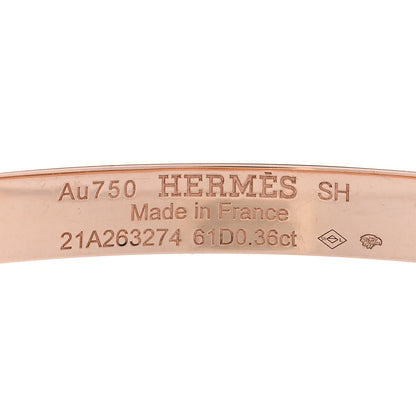 Au750 HERMÈS SH
Made in France
21A263274 61D0.36ct